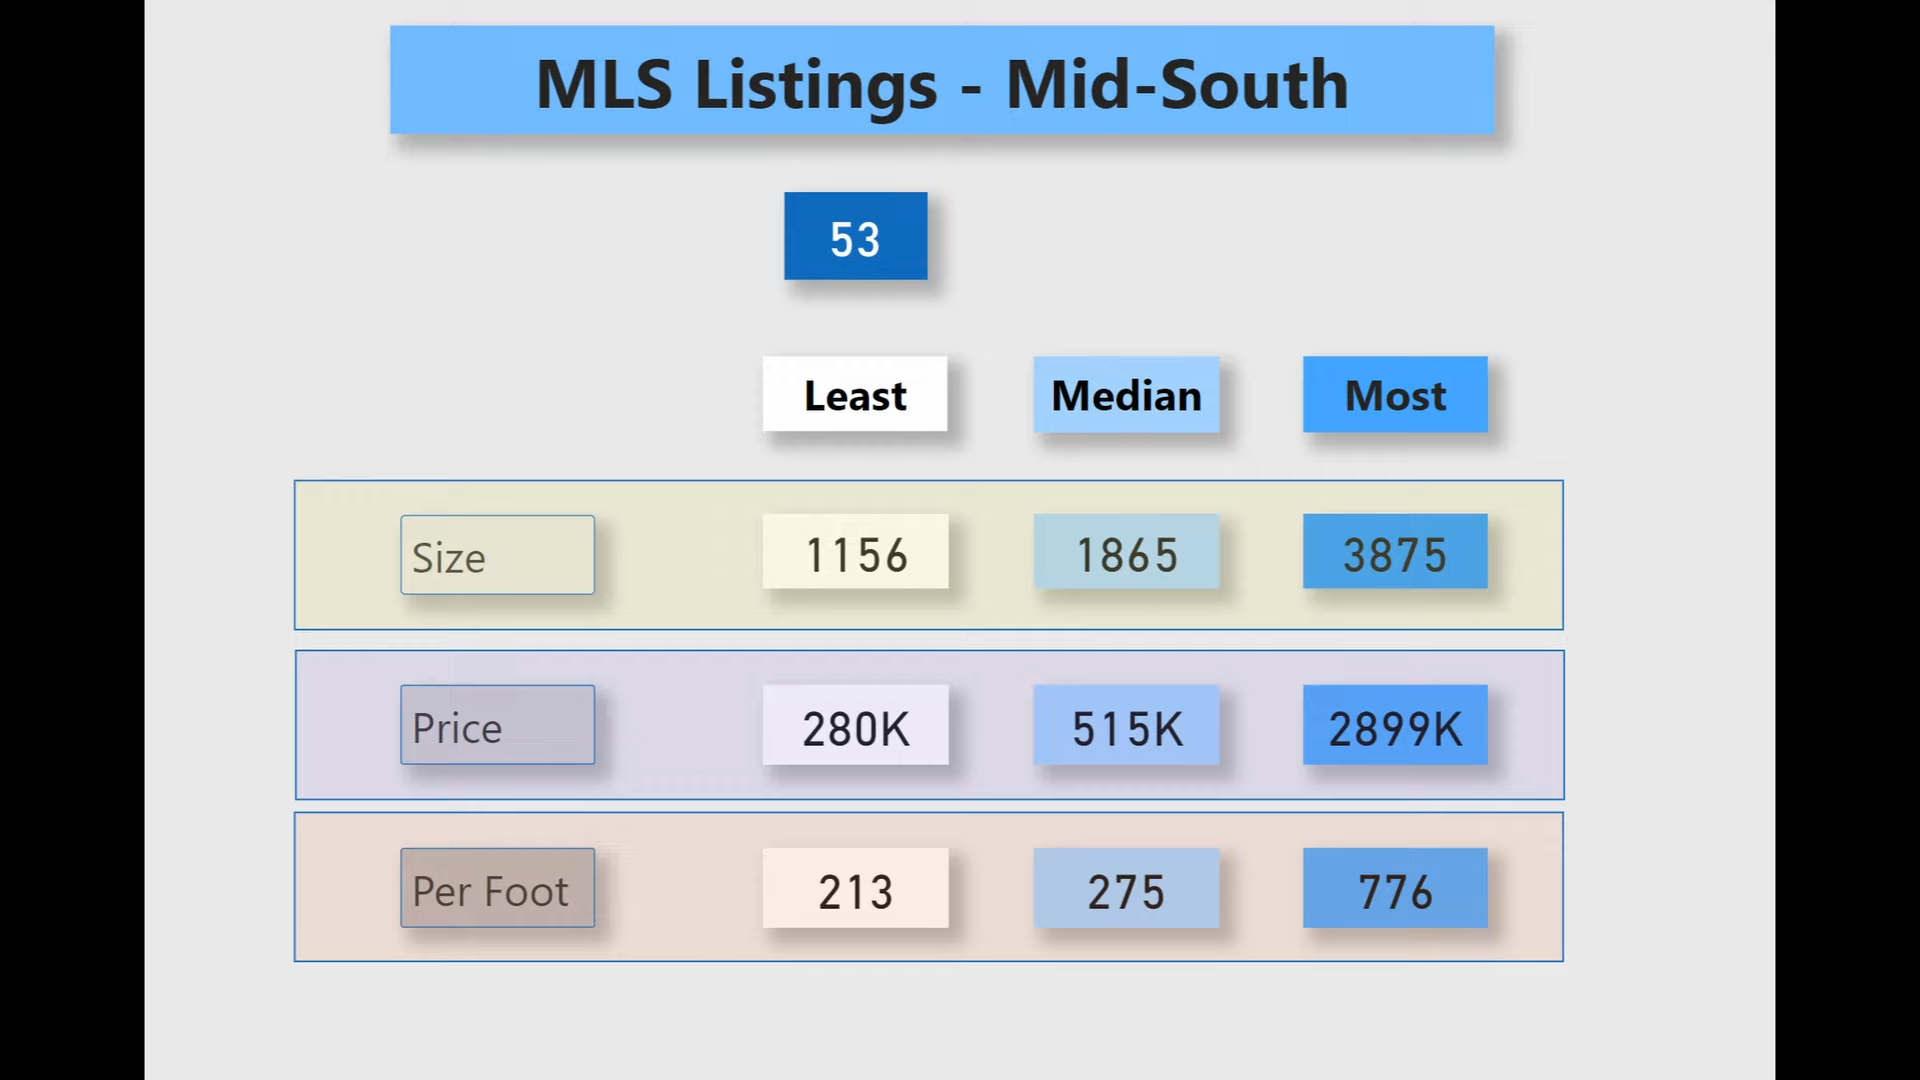 MLS Listings - Mid-South
53
Least Median Most
Size 1156 1865 3875
Price 280K 515K 2899K
Per Foot 213 275 776